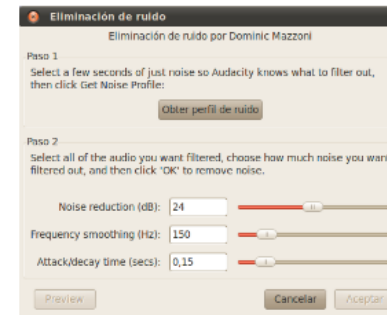 Eliminación de ruido
Eliminación de ruido por Dominic Mazzoni
Paso 1
Select a few seconds of just noise so Audacity knows what to filter out,
then click Get Noise Profile:
Obter perfil de ruido
Paso 2
Select all of the audio you want filtered, choose how much noise you want
filtered out, and then click 'OK' to remove noise.
Noise reduction (dB): 24
Frequency smoothing (Hz): 150
Attack/decay time (secs): 0,15
Preview Cancelar Aceptar